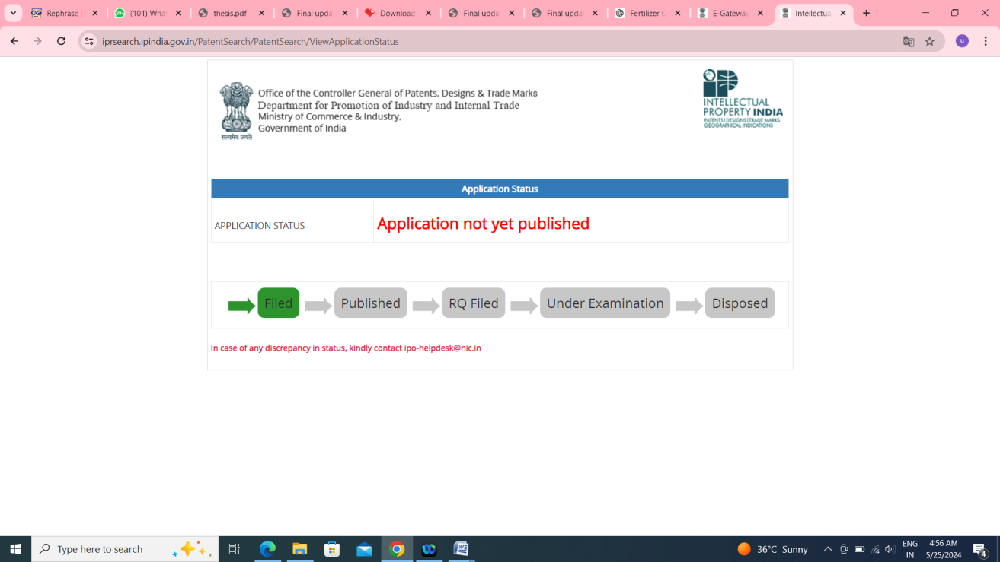 Rephrase
(101) What
thesis.pdf
Final upda
Download
Final upda
Final upda
Fertilizer C
E-Gateway
Intellectua
iprsearch.ipindia.gov.in/PatentSearch/PatentSearch/ViewApplicationStatus
U
Office of the Controller General of Patents, Designs & Trade Marks
Department for Promotion of Industry and Internal Trade
Ministry of Commerce & Industry,
Government of India
सत्यमेव जयते
INTELLECTUAL
PROPERTY INDIA
PATENTS | DESIGNS | TRADE MARKS
GEOGRAPHICAL INDICATIONS
Application Status
APPLICATION STATUS
Application not yet published
Filed
Published
RQ Filed
Under Examination
Disposed
In case of any discrepancy in status, kindly contact ipo-helpdesk@nic.in
Type here to search
36°C Sunny
ENG
IN
4:56 AM
5/25/2024
4